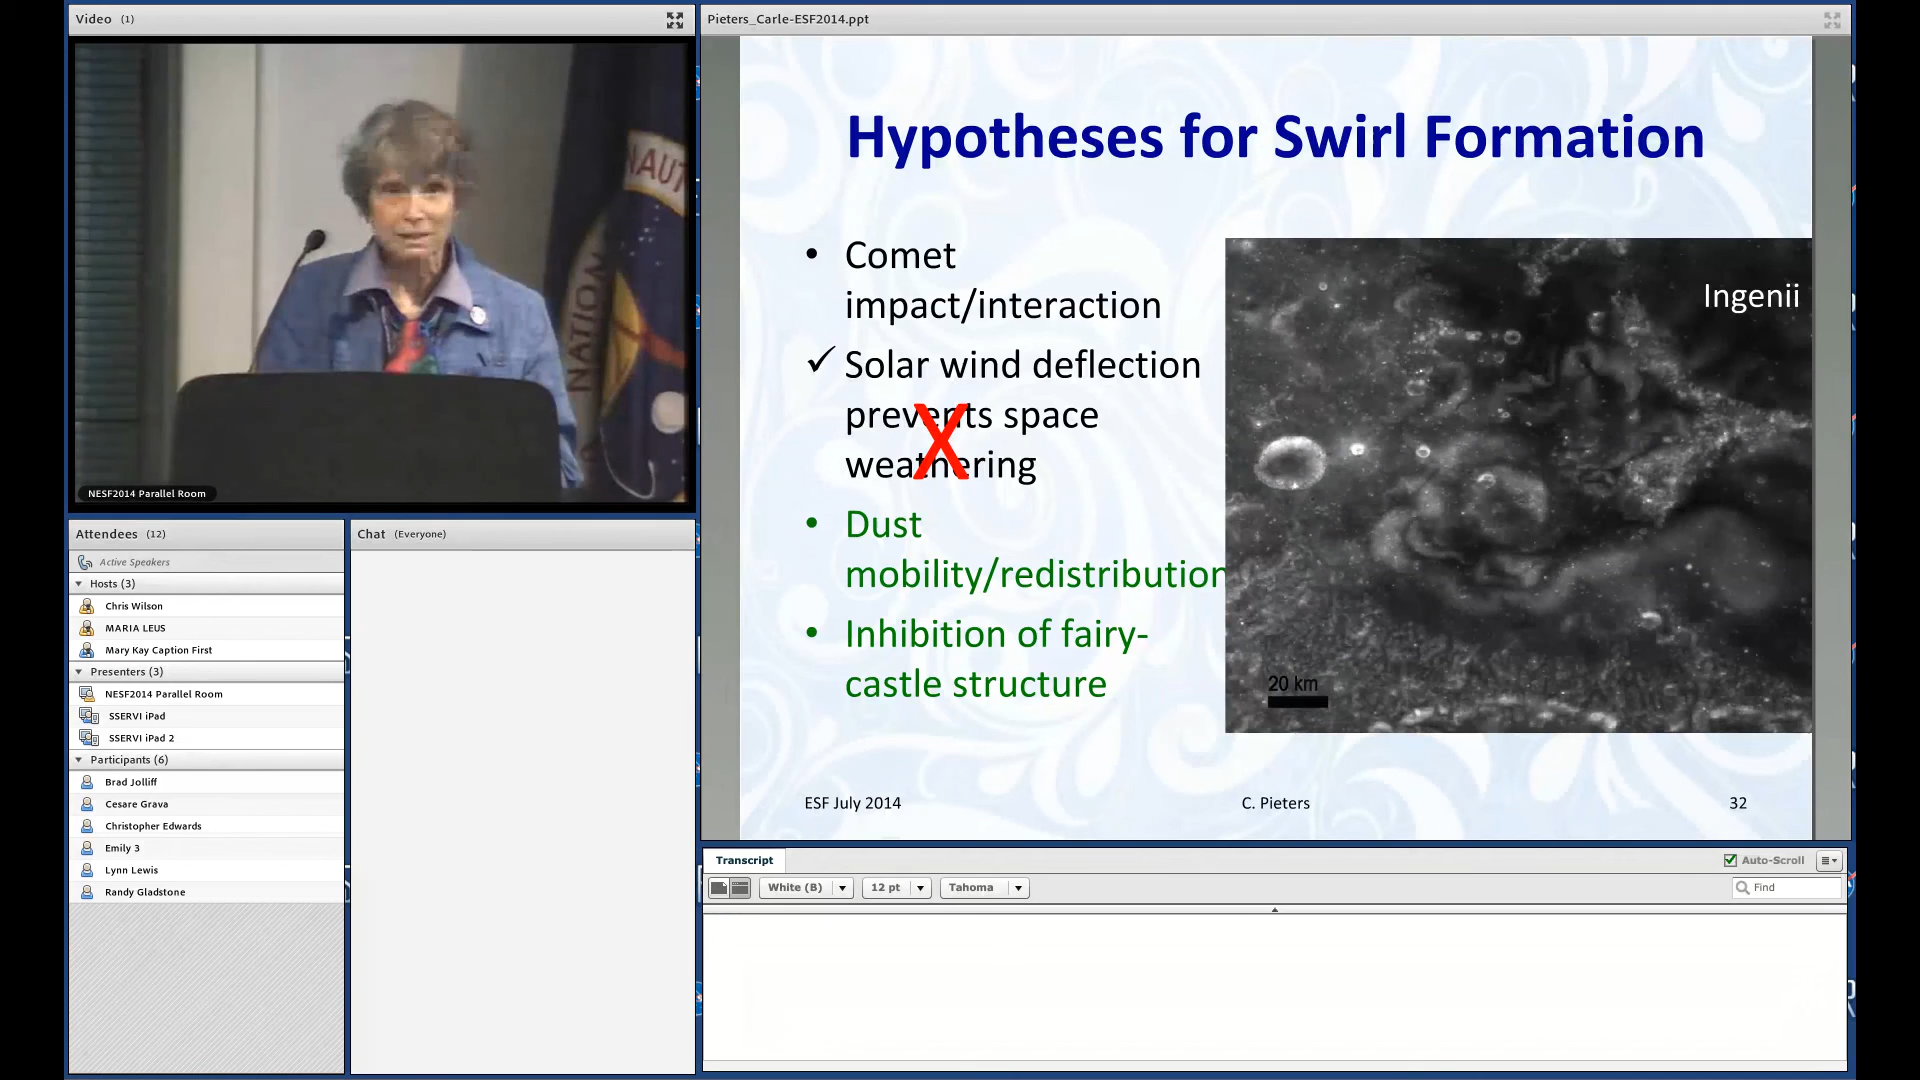 Video (1)
NAUT
NATION
NESF2014 Parallel Room
Attendees (12)
Active Speakers
Hosts (3)
Chris Wilson
MARIA LEUS
Mary Kay Caption First
Presenters (3)
NESF2014 Parallel Room
SSERVI iPad
SSERVI iPad 2
Participants (6)
Brad Jolliff
Cesare Grava
Christopher Edwards
Emily 3
Lynn Lewis
Randy Gladstone
Chat (Everyone)
Pieters_Carle-ESF2014.ppt
Hypotheses for Swirl Formation
• Comet
impact/interaction
✓ Solar wind deflection
prevents space
weathering
X
• Dust
mobility/redistribution
• Inhibition of fairy-
castle structure
Ingenii
20 km
ESF July 2014
C. Pieters
32
Transcript
Auto-Scroll
White (B)
12 pt
Tahoma
Find